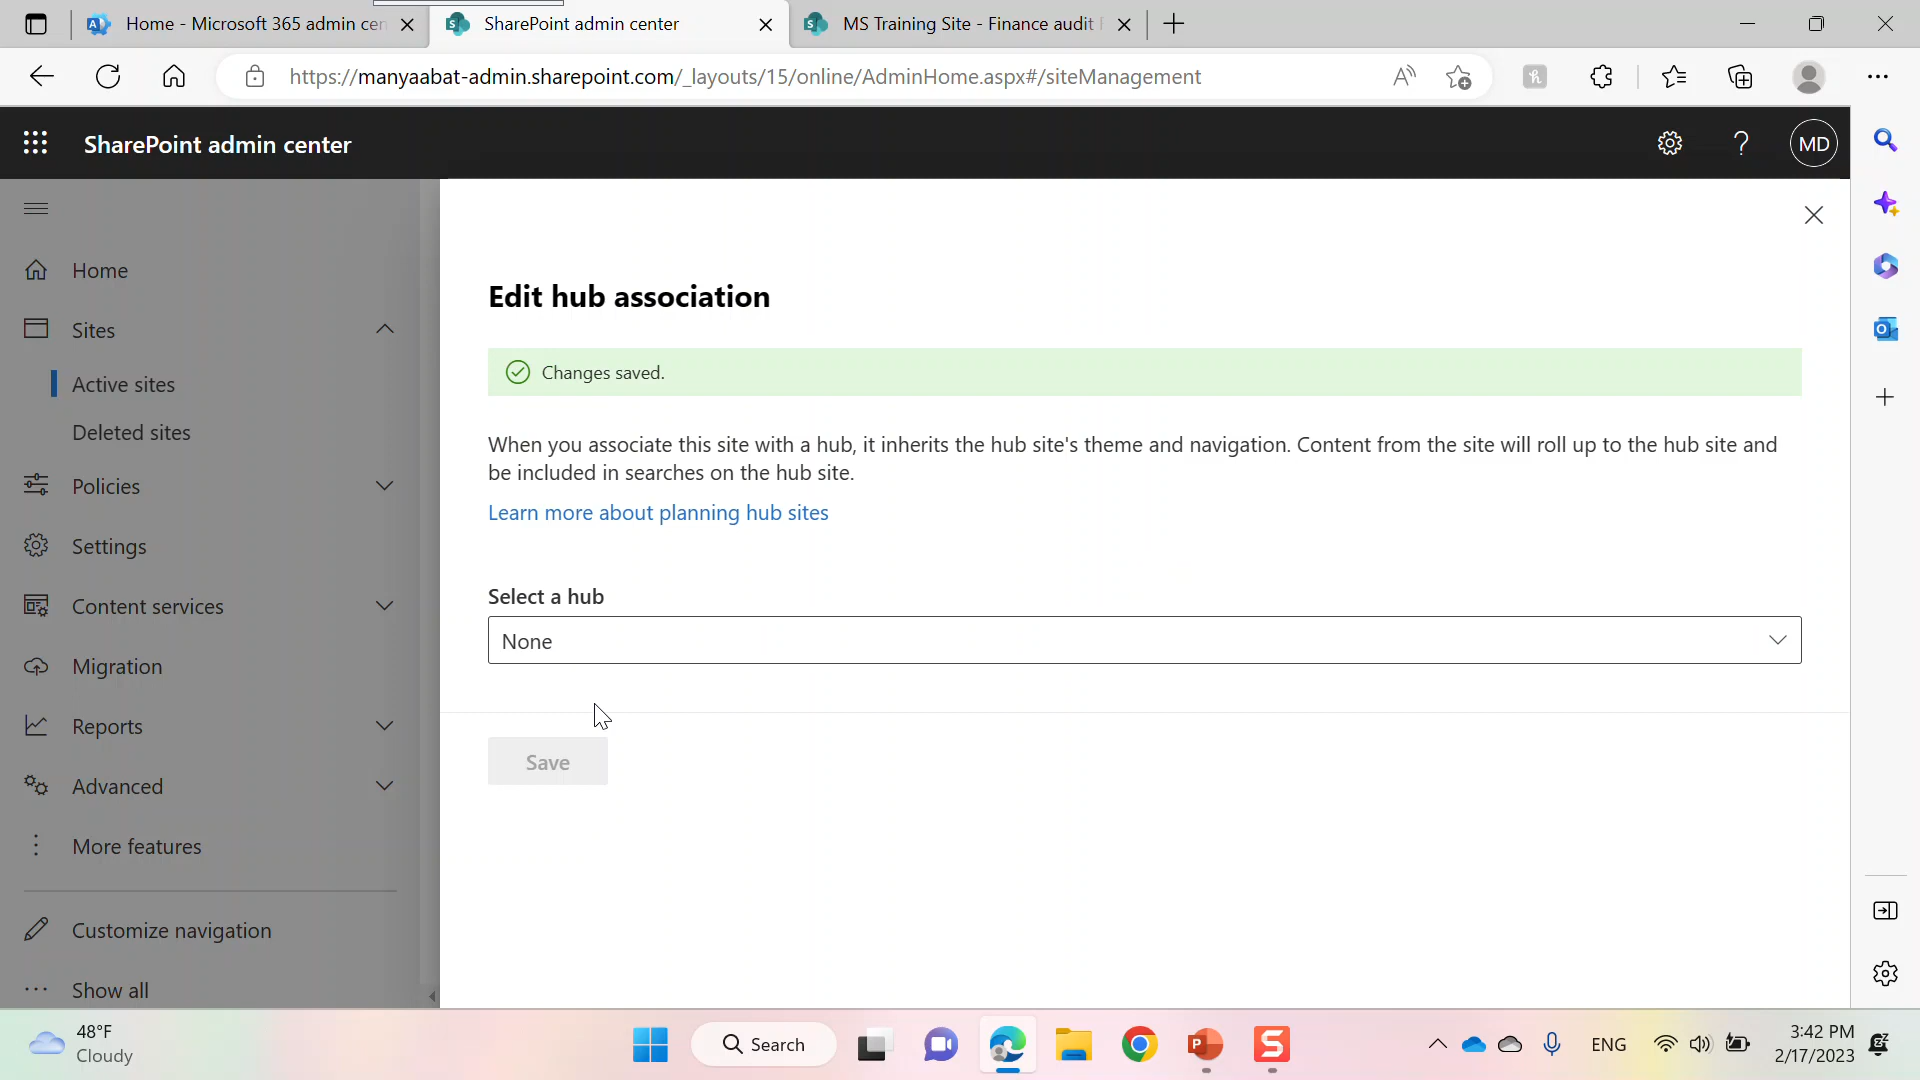 Home - Microsoft 365 admin cen
SharePoint admin center
MS Training Site - Finance audit
https://manyaabat-admin.sharepoint.com/_layouts/15/online/AdminHome.aspx#/siteManagement
SharePoint admin center
MD
Home
Sites
Active sites
Deleted sites
Policies
Settings
Content services
Migration
Reports
Advanced
More features
Customize navigation
Show all
Edit hub association
Changes saved.
When you associate this site with a hub, it inherits the hub site's theme and navigation. Content from the site will roll up to the hub site and
be included in searches on the hub site.
Learn more about planning hub sites
Select a hub
None
Save
48°F
Cloudy
Search
ENG
3:42 PM
2/17/2023